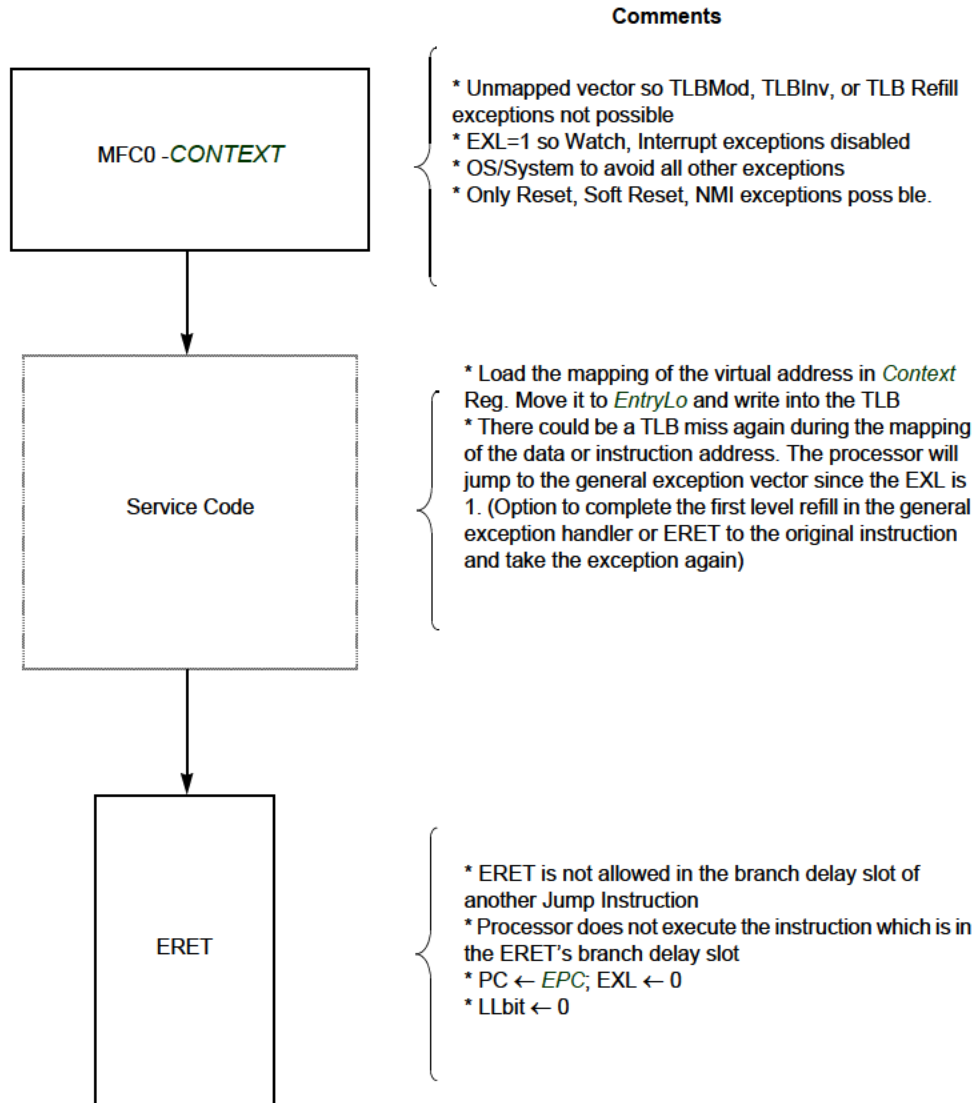 Comments
MFC0 -CONTEXT
* Unmapped vector so TLBMod, TLBInv, or TLB Refill
exceptions not possible
* EXL=1 so Watch, Interrupt exceptions disabled
* OS/System to avoid all other exceptions
* Only Reset, Soft Reset, NMI exceptions poss ble.
Service Code
* Load the mapping of the virtual address in Context
Reg. Move it to EntryLo and write into the TLB
* There could be a TLB miss again during the mapping
of the data or instruction address. The processor will
jump to the general exception vector since the EXL is
1. (Option to complete the first level refill in the general
exception handler or ERET to the original instruction
and take the exception again)
ERET
* ERET is not allowed in the branch delay slot of
another Jump Instruction
* Processor does not execute the instruction which is in
the ERET's branch delay slot
* PC ← EPC; EXL ← 0
* LLbit ← 0